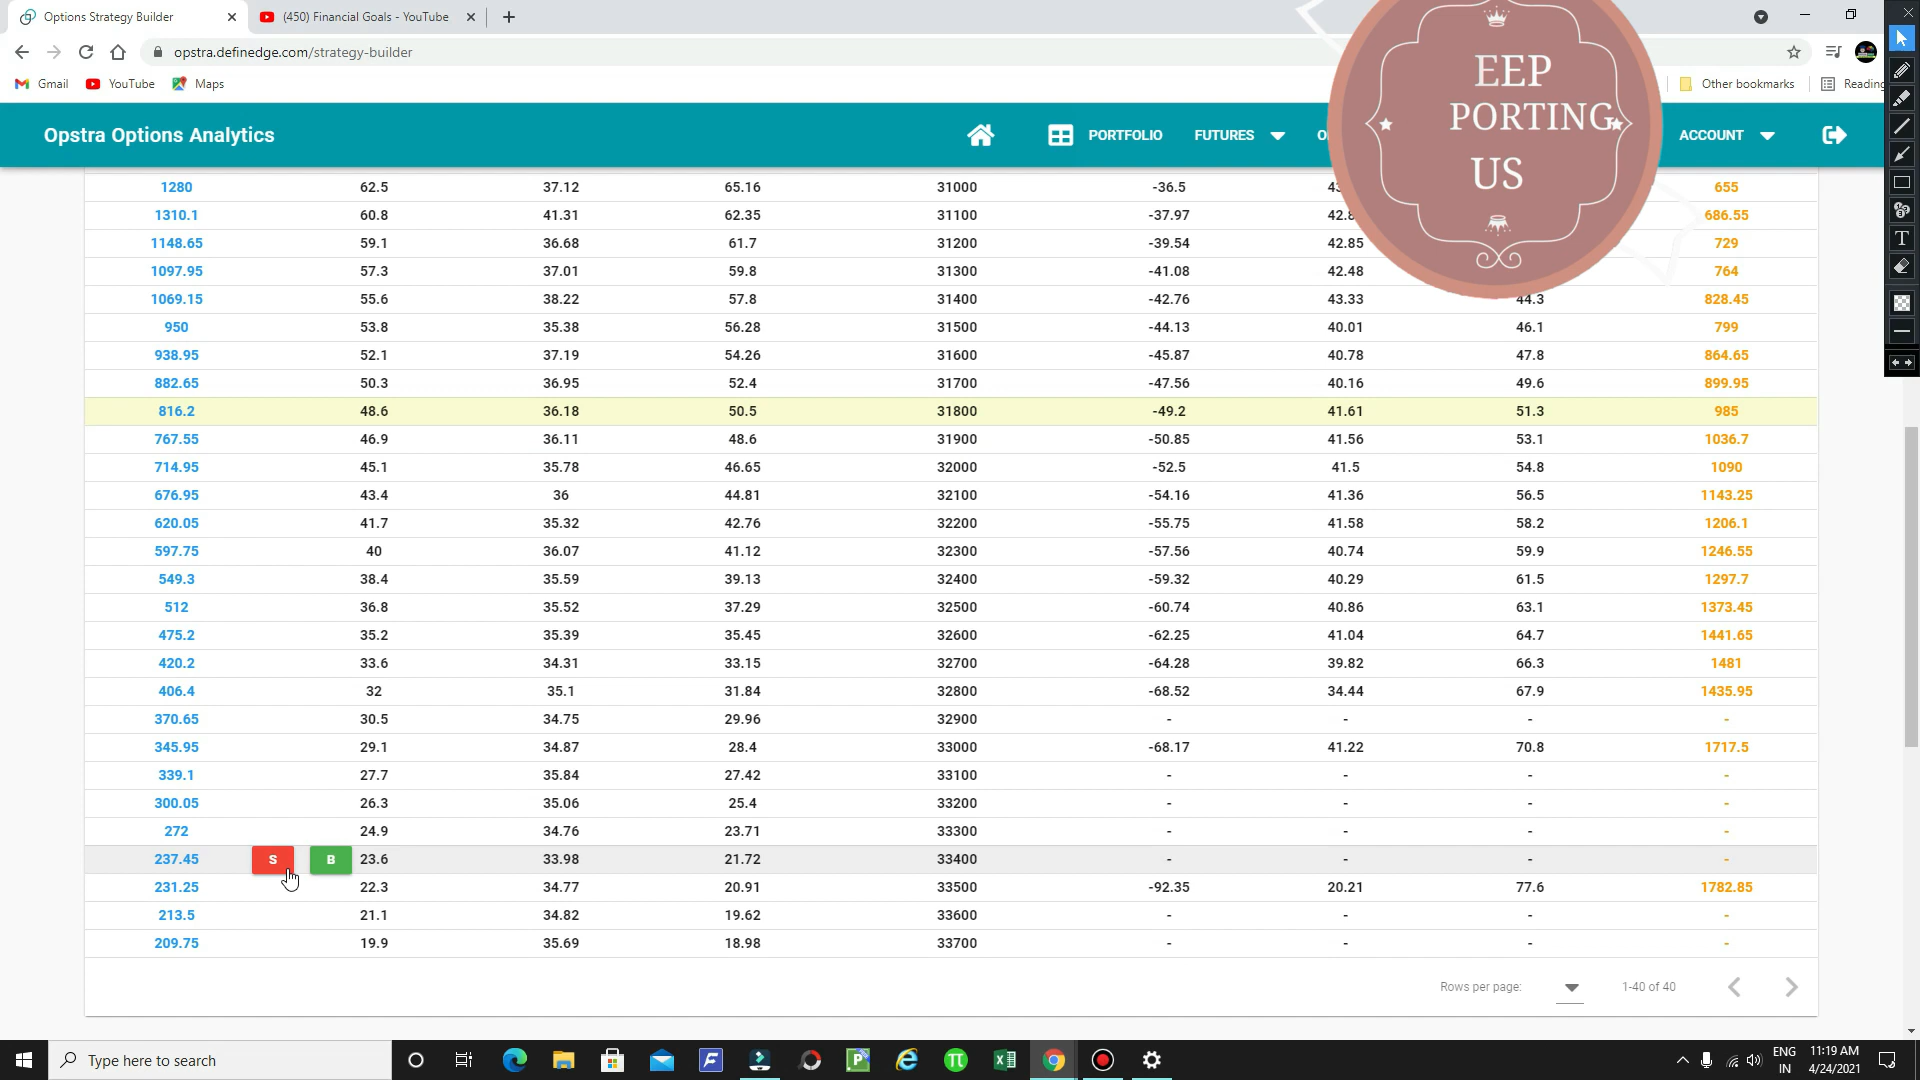 Options Strategy Builder
(450) Financial Goals - YouTube
opstra.definedge.com/strategy-builder
Gmail YouTube Maps
Other bookmarks
EEP
PORTING
US
Opstra Options Analytics
PORTFOLIO FUTURES ACCOUNT
1280 62.5 37.12 65.16 31000 -36.5 655
1310.1 60.8 41.31 62.35 31100 -37.97 686.55
1148.65 59.1 36.68 61.7 31200 -39.54 42.85 729
1097.95 57.3 37.01 59.8 31300 -41.08 42.48 764
1069.15 55.6 38.22 57.8 31400 -42.76 43.33 44.3 828.45
950 53.8 35.38 56.28 31500 -44.13 40.01 46.1 799
938.95 52.1 37.19 54.26 31600 -45.87 40.78 47.8 864.65
882.65 50.3 36.95 52.4 31700 -47.56 40.16 49.6 899.95
816.2 48.6 36.18 50.5 31800 -49.2 41.61 51.3 985
767.55 46.9 36.11 48.6 31900 -50.85 41.56 53.1 1036.7
714.95 45.1 35.78 46.65 32000 -52.5 41.5 54.8 1090
676.95 43.4 36 44.81 32100 -54.16 41.36 56.5 1143.25
620.05 41.7 35.32 42.76 32200 -55.75 41.58 58.2 1206.1
597.75 40 36.07 41.12 32300 -57.56 40.74 59.9 1246.55
549.3 38.4 35.59 39.13 32400 -59.32 40.29 61.5 1297.7
512 36.8 35.52 37.29 32500 -60.74 40.86 63.1 1373.45
475.2 35.2 35.39 35.45 32600 -62.25 41.04 64.7 1441.65
420.2 33.6 34.31 33.15 32700 -64.28 39.82 66.3 1481
406.4 32 35.1 31.84 32800 -68.52 34.44 67.9 1435.95
370.65 30.5 34.75 29.96 32900 - - - -
345.95 29.1 34.87 28.4 33000 -68.17 41.22 70.8 1717.5
339.1 27.7 35.84 27.42 33100 - - - -
300.05 26.3 35.06 25.4 33200 - - - -
272 24.9 34.76 23.71 33300 - - - -
237.45 S B 23.6 33.98 21.72 33400 - - - -
231.25 22.3 34.77 20.91 33500 -92.35 20.21 77.6 1782.85
213.5 21.1 34.82 19.62 33600 - - - -
209.75 19.9 35.69 18.98 33700 - - - -
Rows per page: 1-40 of 40
Type here to search
ENG 11:19 AM
IN 4/24/2021